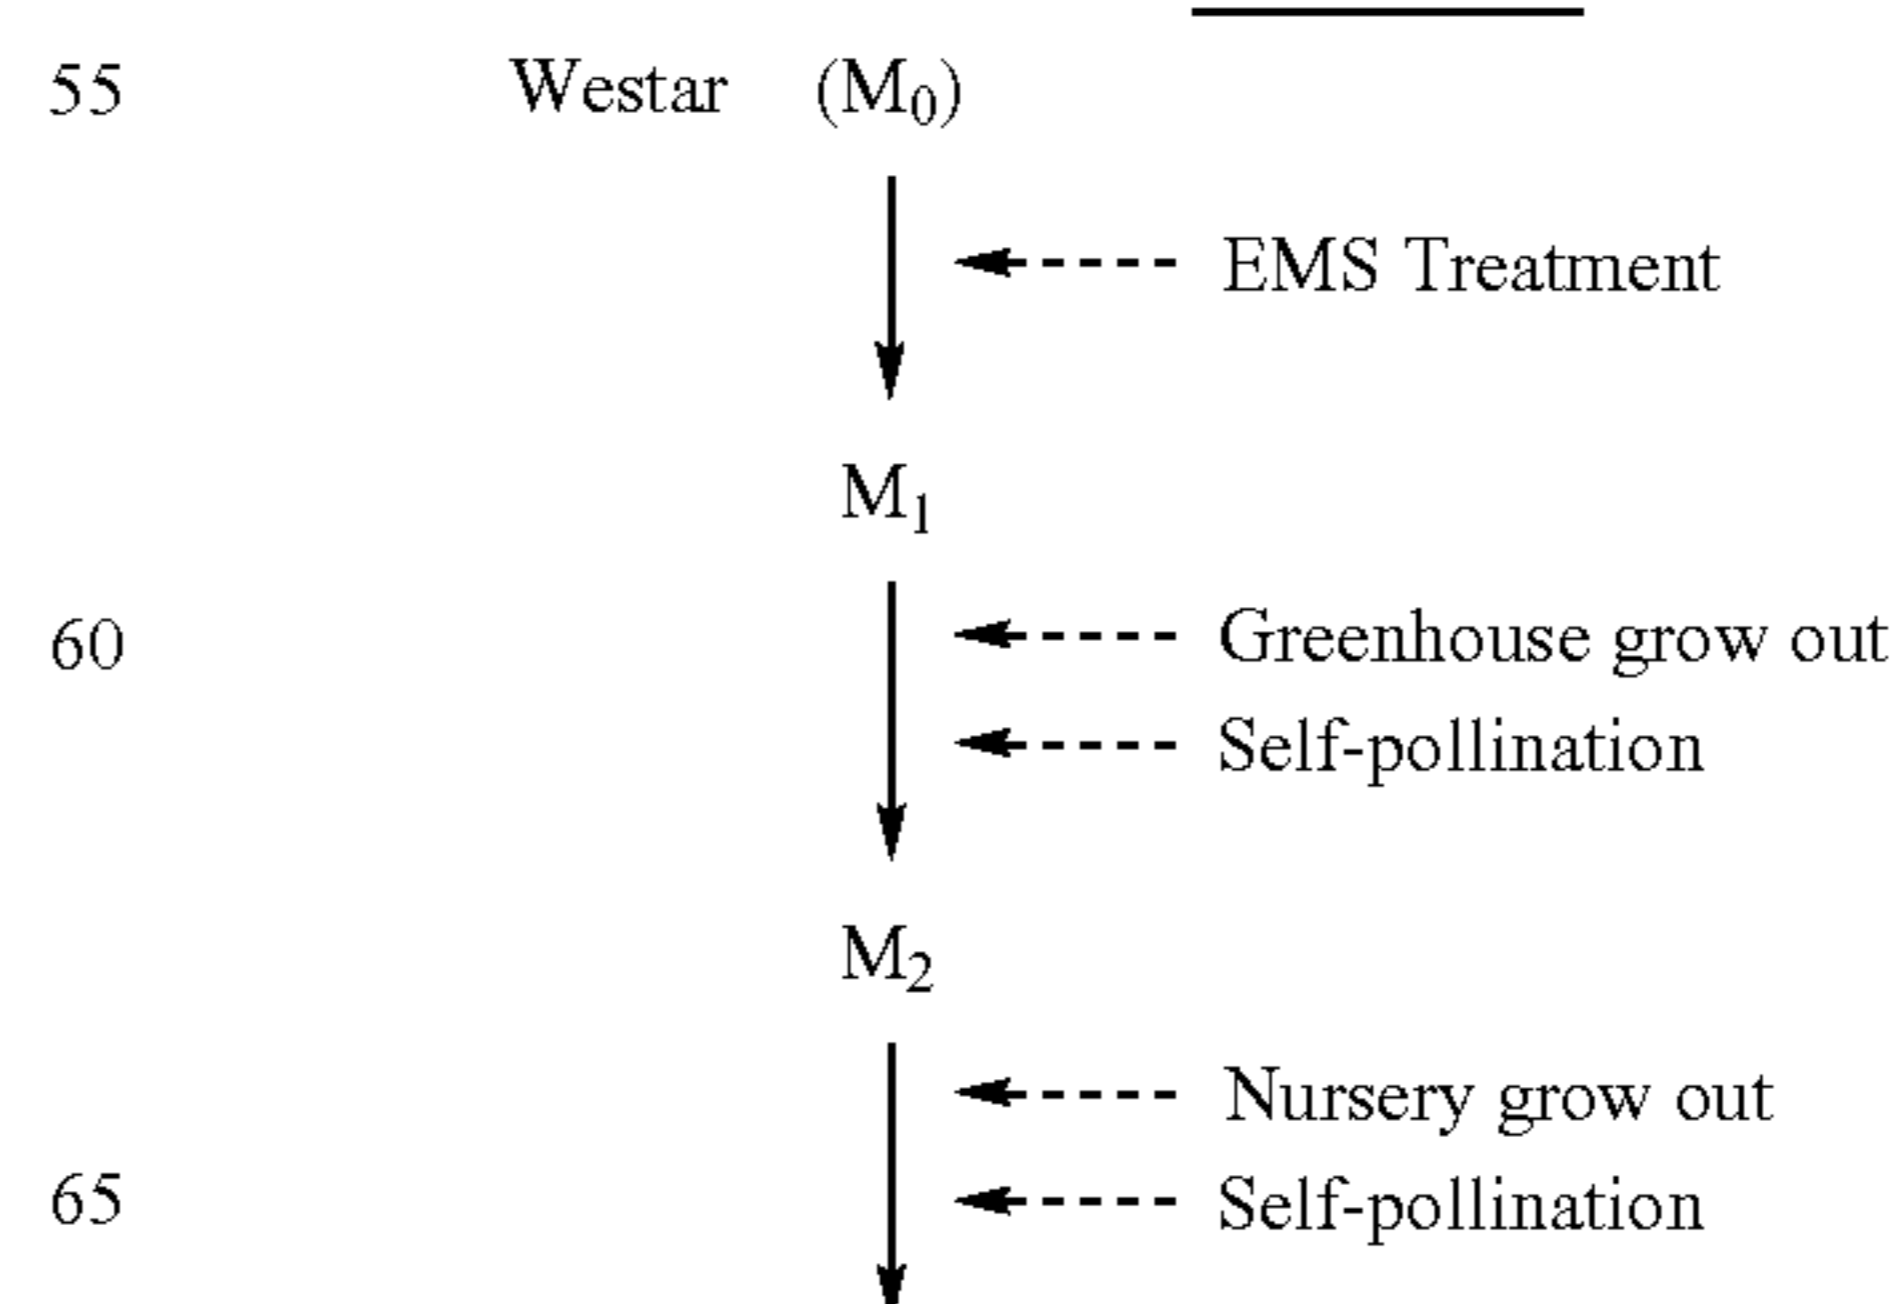 55 Westar (M₀)
EMS Treatment
M₁
60 Greenhouse grow out
Self-pollination
M₂
Nursery grow out
65 Self-pollination